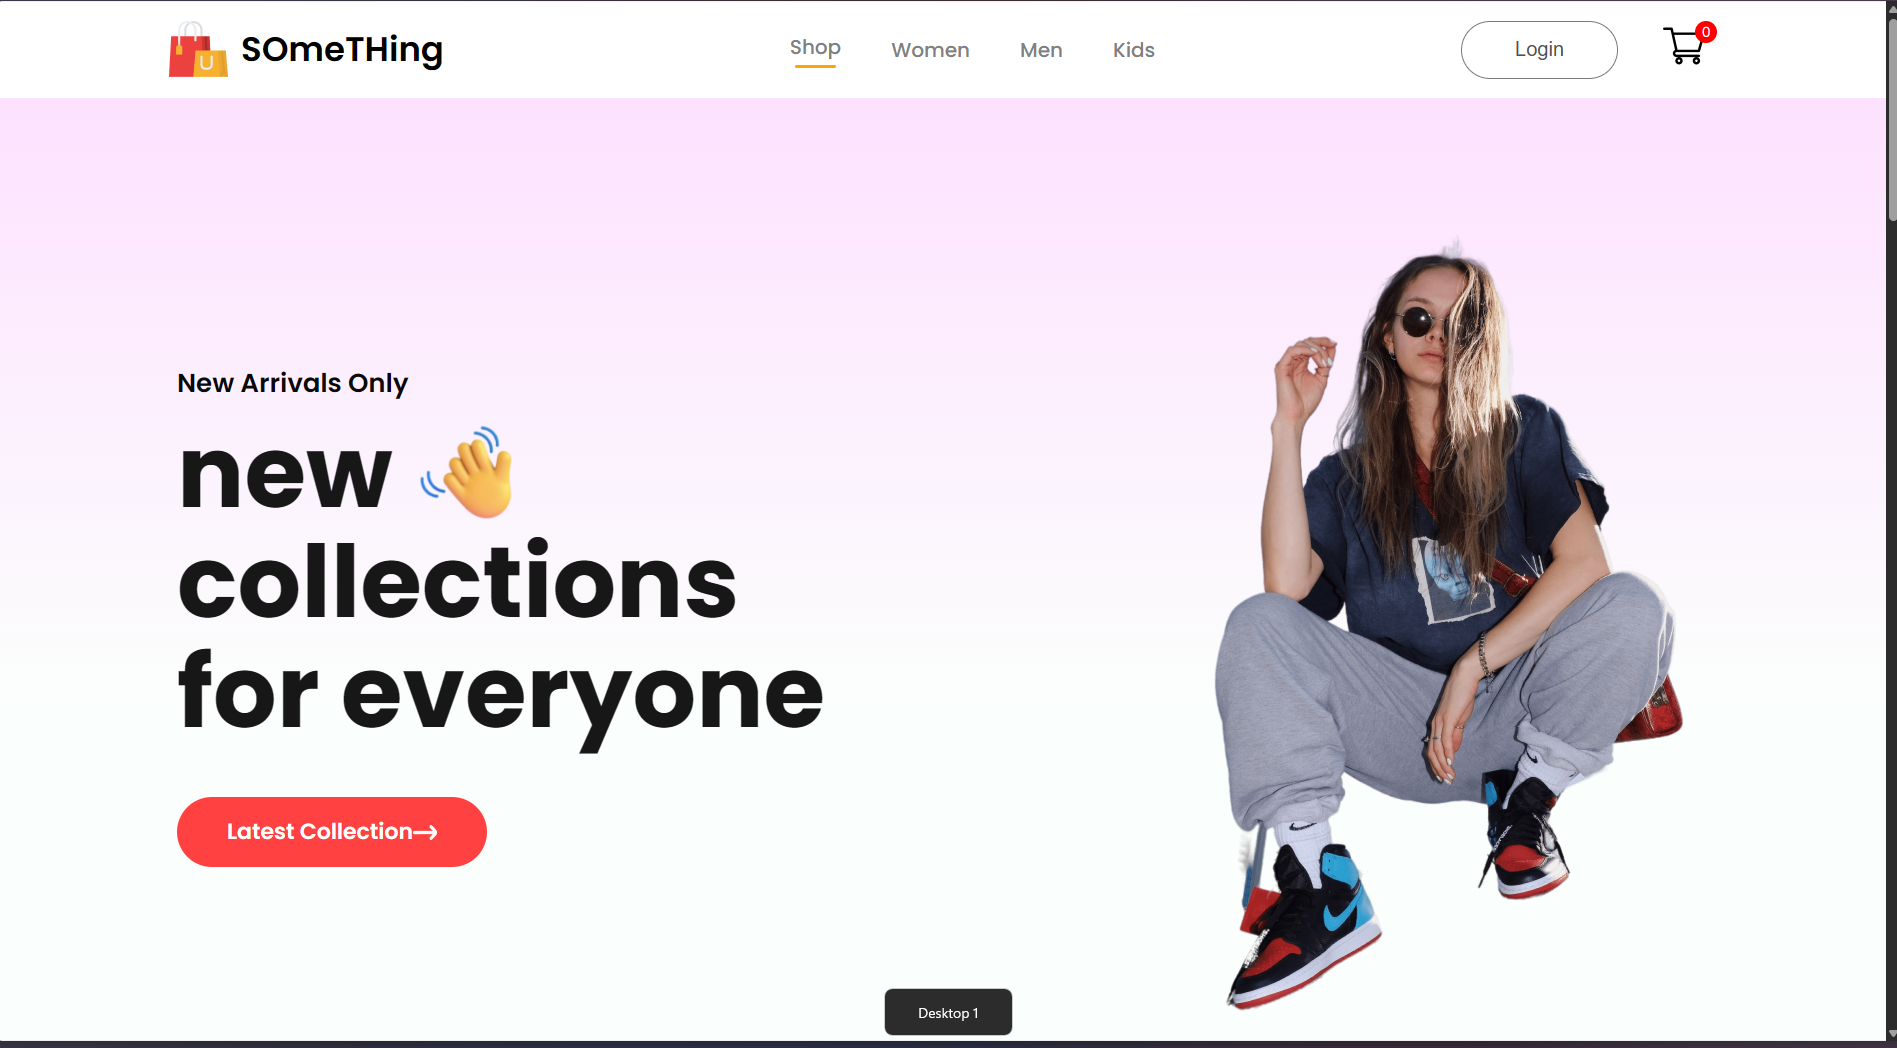 U
SOmeTHing
Shop
Women
Men
Kids
Login
0
New Arrivals Only
new
collections
for everyone
Latest Collection
Desktop 1